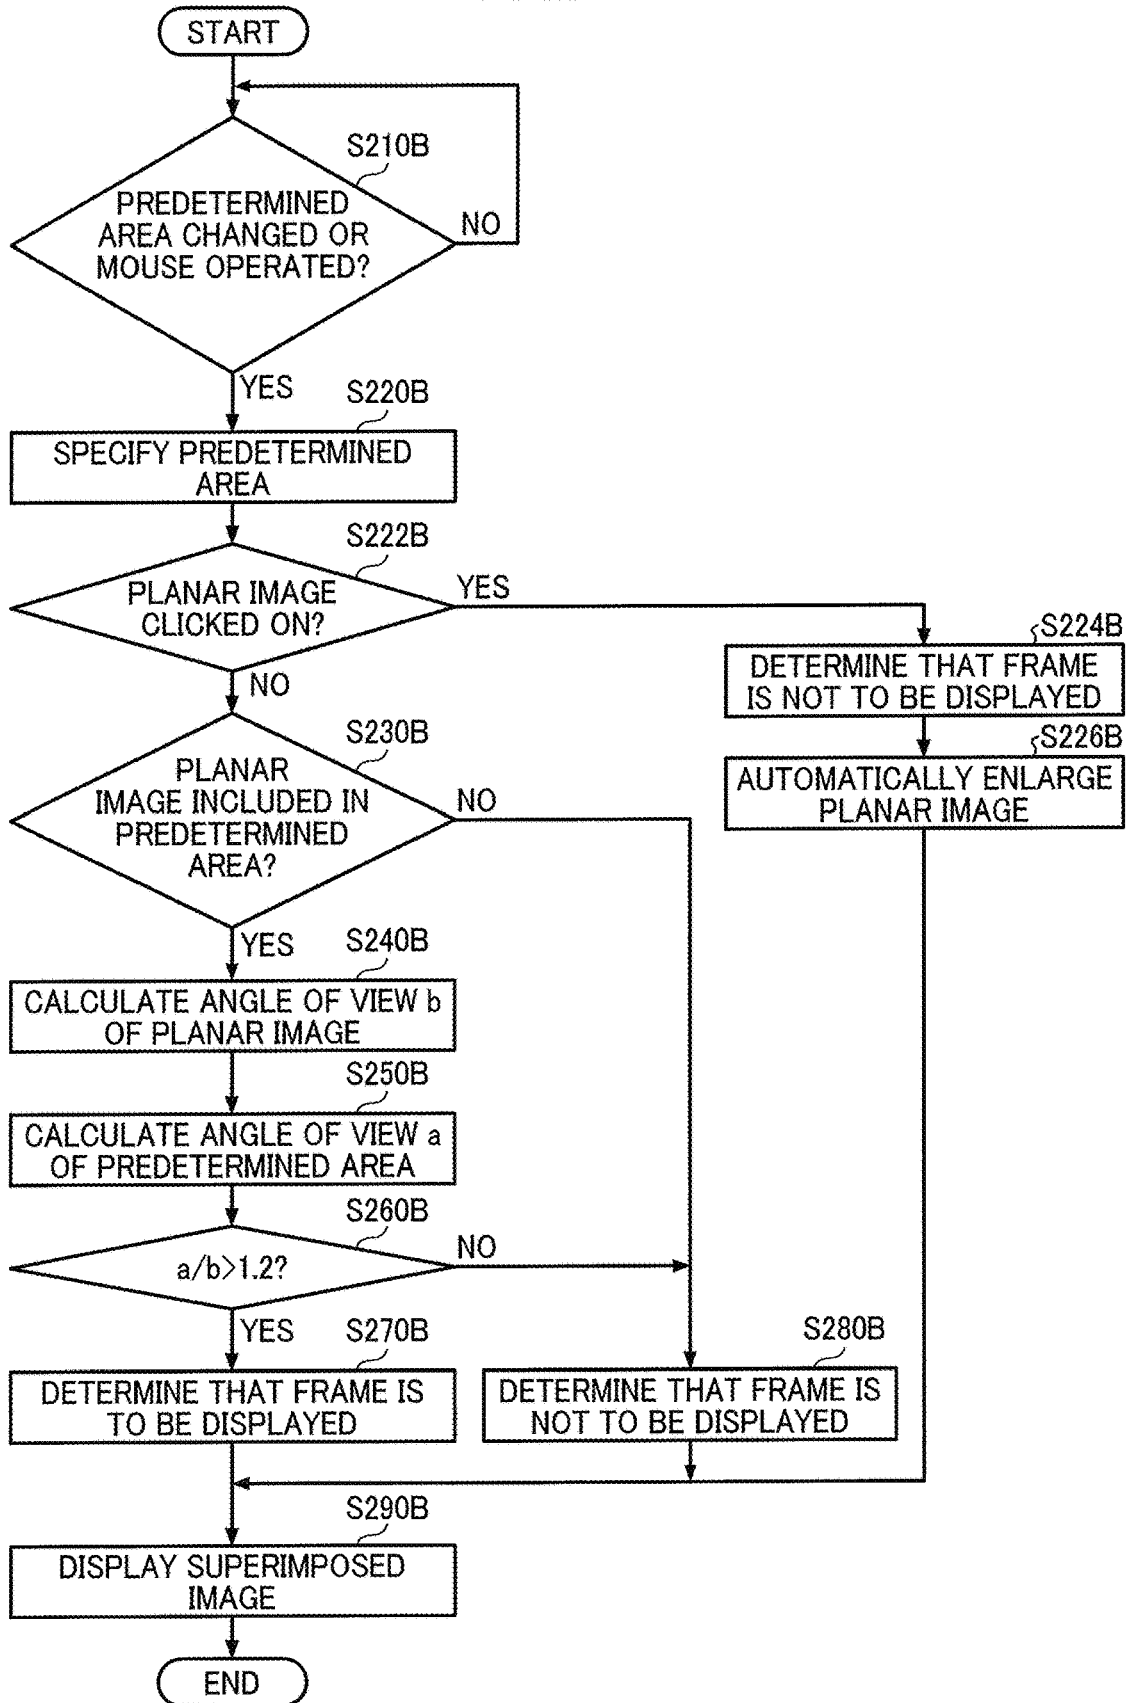 START
S210B
PREDETERMINED
AREA CHANGED OR
MOUSE OPERATED?
NO
YES
S220B
SPECIFY PREDETERMINED
AREA
S222B
PLANAR IMAGE
CLICKED ON?
YES
NO
S224B
DETERMINE THAT FRAME
IS NOT TO BE DISPLAYED
S226B
AUTOMATICALLY ENLARGE
PLANAR IMAGE
S230B
PLANAR
IMAGE INCLUDED IN
PREDETERMINED
AREA?
NO
YES
S240B
CALCULATE ANGLE OF VIEW b
OF PLANAR IMAGE
S250B
CALCULATE ANGLE OF VIEW a
OF PREDETERMINED AREA
S260B
a/b>1.2?
NO
YES
S270B
DETERMINE THAT FRAME IS
TO BE DISPLAYED
S280B
DETERMINE THAT FRAME IS
NOT TO BE DISPLAYED
S290B
DISPLAY SUPERIMPOSED
IMAGE
END